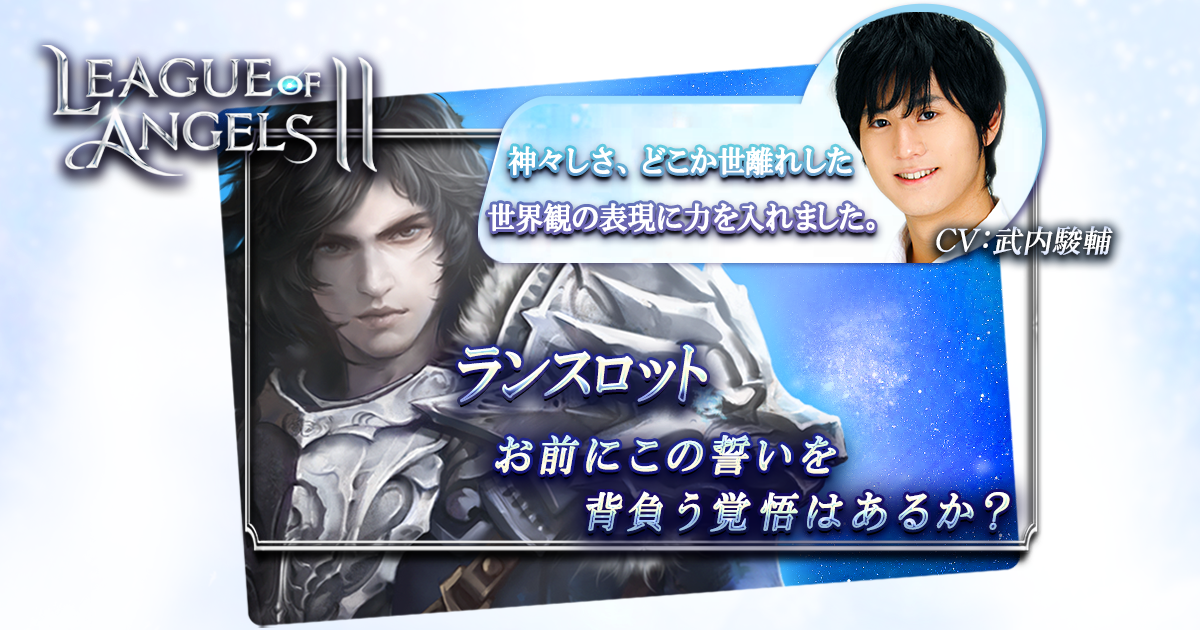 LEAGUE OF
ANGELS II
神々しさ、どこか世離れした
世界観の表現に力を入れました。
CV:武内駿輔
ランスロット
お前にこの誓いを
背負う覚悟はあるか？